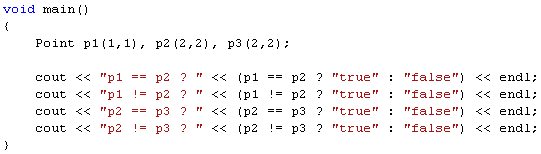 void main()
{
    Point p1(1,1), p2(2,2), p3(2,2);

    cout << "p1 == p2 ? " << (p1 == p2 ? "true" : "false") << endl;
    cout << "p1 != p2 ? " << (p1 != p2 ? "true" : "false") << endl;
    cout << "p2 == p3 ? " << (p2 == p3 ? "true" : "false") << endl;
    cout << "p2 != p3 ? " << (p2 != p3 ? "true" : "false") << endl;
}